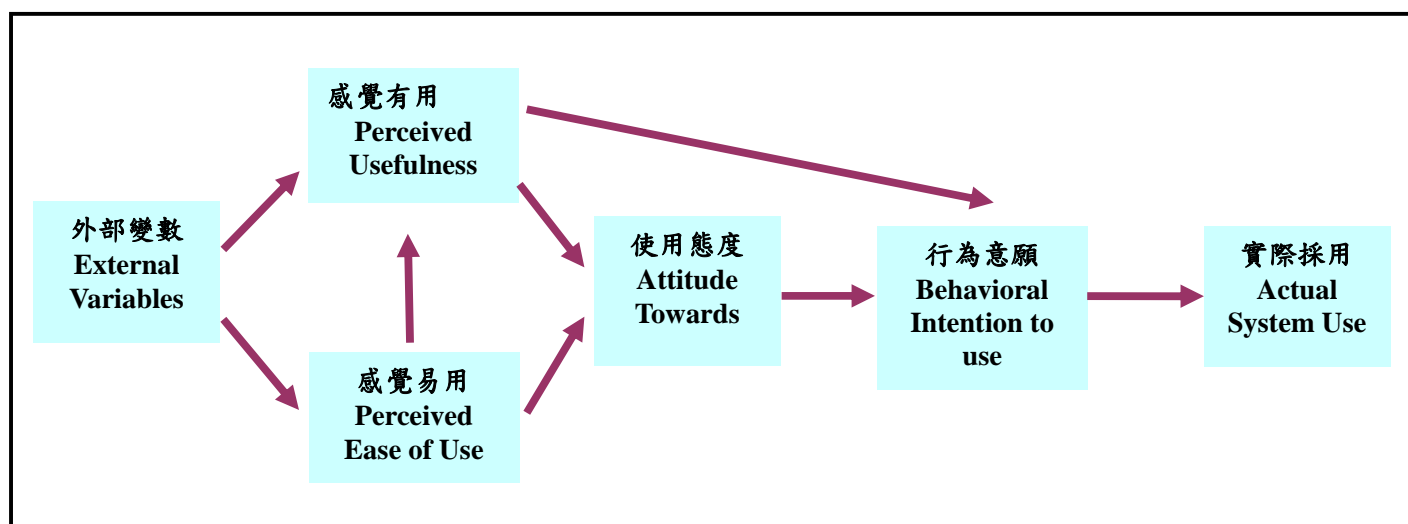 感覺有用
Perceived
Usefulness
外部變數
External
Variables
感覺易用
Perceived
Ease of Use
使用態度
Attitude
Towards
行為意願
Behavioral
Intention to
use
實際採用
Actual
System Use